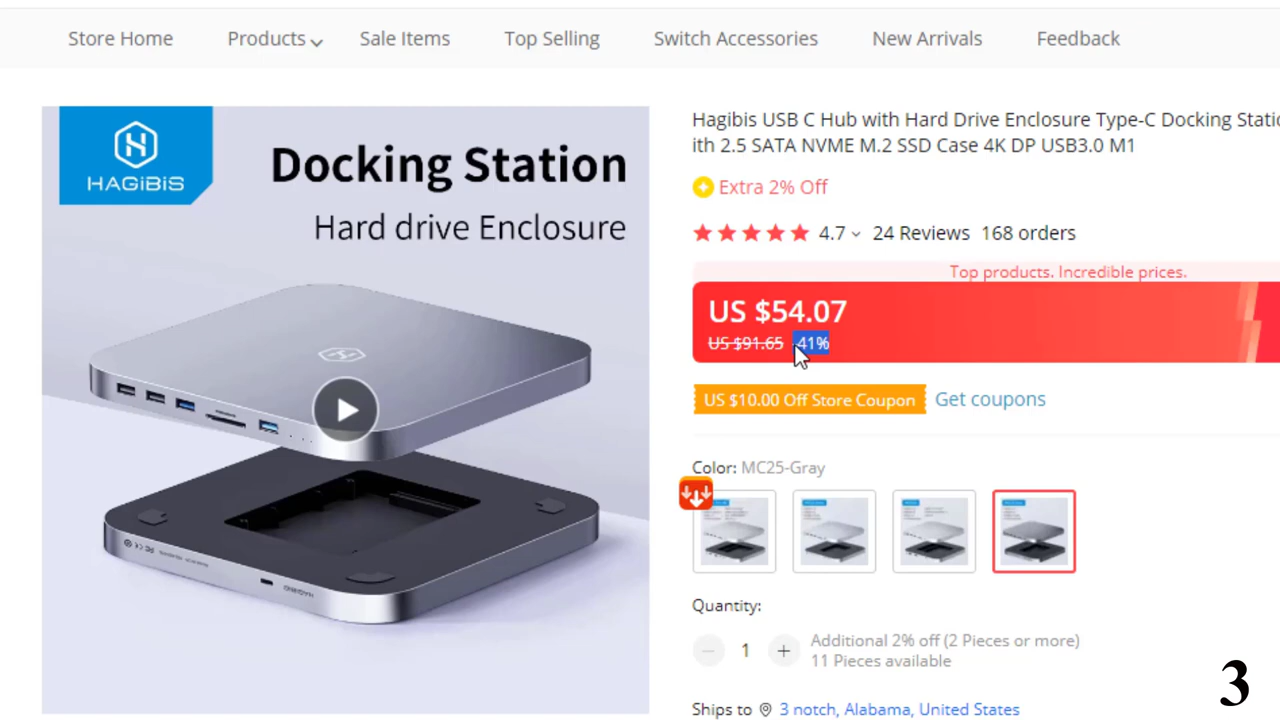 Store Home Products Sale Items Top Selling Switch Accessories New Arrivals Feedback
HAGiBiS
Docking Station
Hard drive Enclosure
Hagibis USB C Hub with Hard Drive Enclosure Type-C Docking Statio
ith 2.5 SATA NVME M.2 SSD Case 4K DP USB3.0 M1
Extra 2% Off
4.7 24 Reviews 168 orders
Top products. Incredible prices.
US $54.07
US $91.65 -41%
US $10.00 Off Store Coupon Get coupons
Color: MC25-Gray
Quantity:
1
Additional 2% off (2 Pieces or more)
11 Pieces available
Ships to 3 notch, Alabama, United States
3